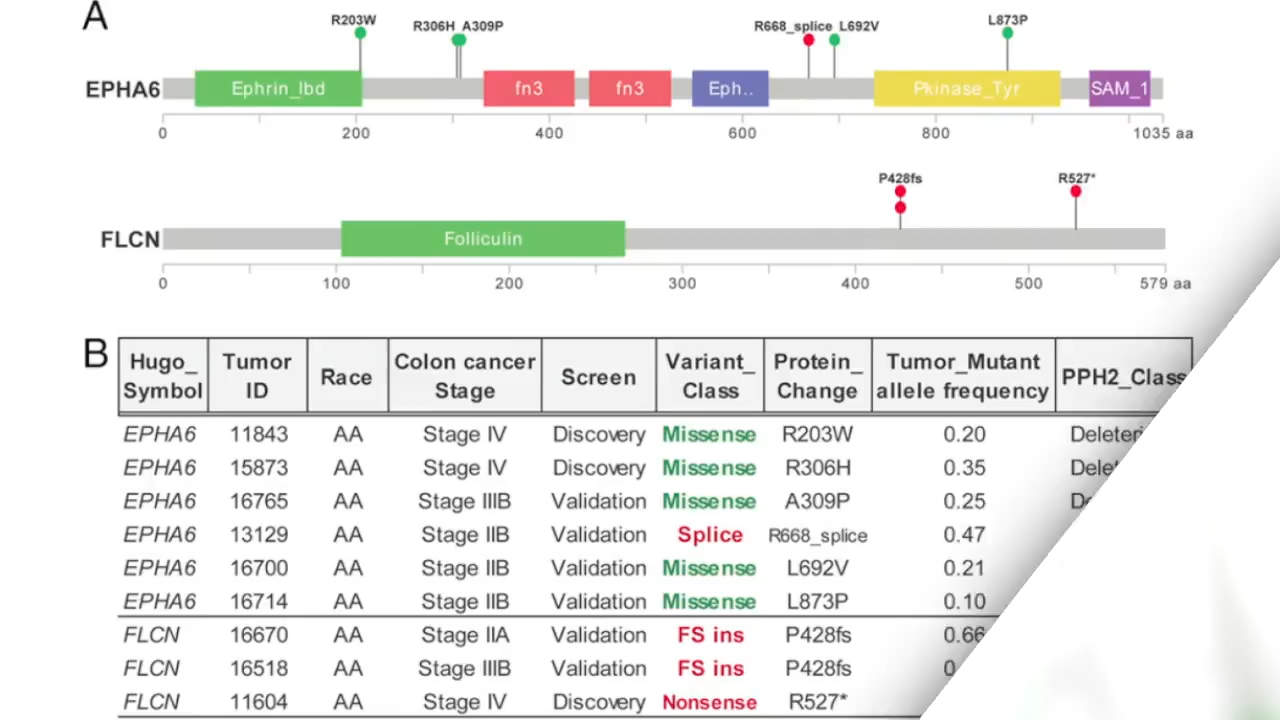 A
R203W R306H A309P R668_splice L692V L873P
EPHA6 Ephrin_lbd fn3 fn3 Eph.. Pkinase_Tyr SAM_1
0 200 400 600 800 1035 aa
P428fs R527*
FLCN Folliculin
0 100 200 300 400 500 579 aa
B
Hugo_ Symbol Tumor ID Race Colon cancer Stage Screen Variant_ Class Protein_ Change Tumor_Mutant allele frequency PPH2_Class
EPHA6 11843 AA Stage IV Discovery Missense R203W 0.20
EPHA6 15873 AA Stage IV Discovery Missense R306H 0.35
EPHA6 16765 AA Stage IIIB Validation Missense A309P 0.25
EPHA6 13129 AA Stage IIB Validation Splice R668_splice 0.47
EPHA6 16700 AA Stage IIB Validation Missense L692V 0.21
EPHA6 16714 AA Stage IIB Validation Missense L873P 0.10
FLCN 16670 AA Stage IIA Validation FS ins P428fs 0.66
FLCN 16518 AA Stage IIIB Validation FS ins P428fs
FLCN 11604 AA Stage IV Discovery Nonsense R527*